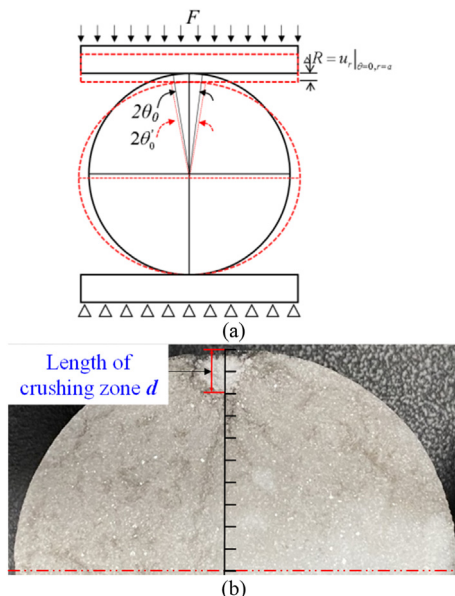 F
ΔR = u_r|_{θ=0,r=a}
2θ₀
2θ₀′
(a)
Length of
crushing zone d
(b)